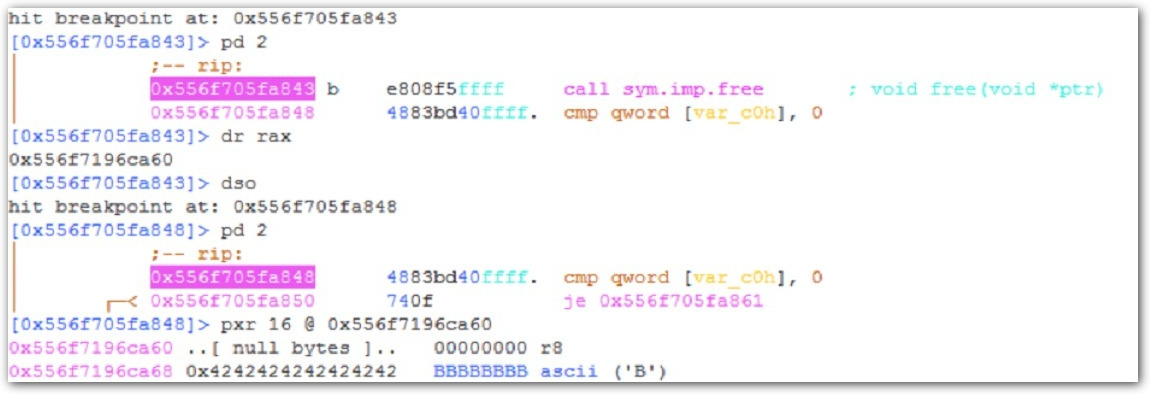 hit breakpoint at: 0x556f705fa843
[0x556f705fa843]> pd 2
;-- rip:
0x556f705fa843 b e808f5ffff call sym.imp.free ; void free(void *ptr)
0x556f705fa848 4883bd40ffff. cmp qword [var_c0h], 0
[0x556f705fa843]> dr rax
0x556f7196ca60
[0x556f705fa843]> dso
hit breakpoint at: 0x556f705fa848
[0x556f705fa848]> pd 2
;-- rip:
0x556f705fa848 4883bd40ffff. cmp qword [var_c0h], 0
0x556f705fa850 740f je 0x556f705fa861
[0x556f705fa848]> pxr 16 @ 0x556f7196ca60
0x556f7196ca60 ..[ null bytes ].. 00000000 r8
0x556f7196ca68 0x4242424242424242 BBBBBBBB ascii ('B')